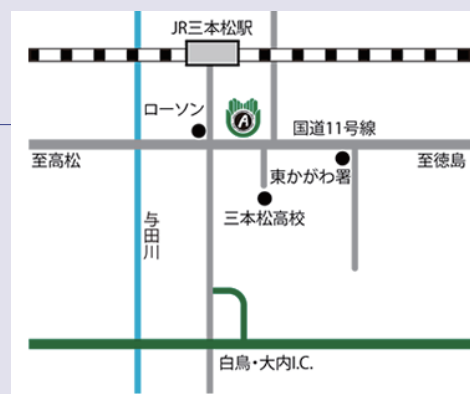 JR三本松駅
ローソン
A
国道11号線
至高松
至徳島
東かがわ署
三本松高校
与田川
白鳥・大内I.C.